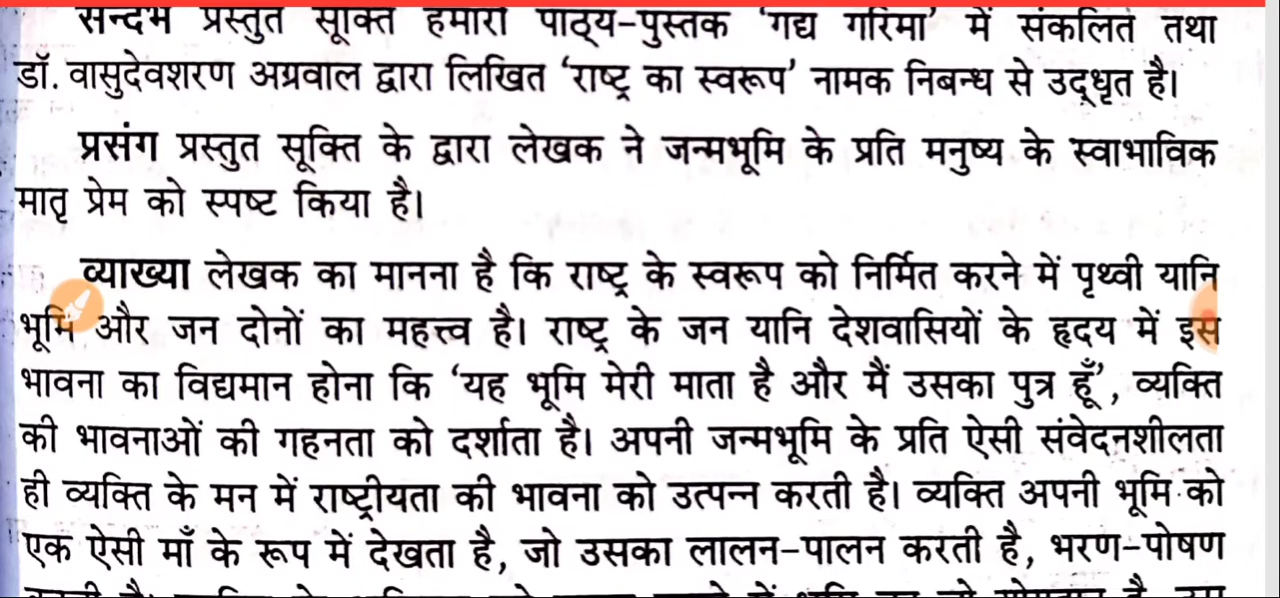 सन्दर्भ प्रस्तुत सूक्ति हमारी पाठ्य-पुस्तक ‘गद्य गरिमा’ में संकलित तथा
डॉ. वासुदेवशरण अग्रवाल द्वारा लिखित ‘राष्ट्र का स्वरूप’ नामक निबन्ध से उद्धृत है।
प्रसंग प्रस्तुत सूक्ति के द्वारा लेखक ने जन्मभूमि के प्रति मनुष्य के स्वाभाविक
मातृ प्रेम को स्पष्ट किया है।
व्याख्या लेखक का मानना है कि राष्ट्र के स्वरूप को निर्मित करने में पृथ्वी यानि
भूमि और जन दोनों का महत्त्व है। राष्ट्र के जन यानि देशवासियों के हृदय में इस
भावना का विद्यमान होना कि ‘यह भूमि मेरी माता है और मैं उसका पुत्र हूँ’, व्यक्ति
की भावनाओं की गहनता को दर्शाता है। अपनी जन्मभूमि के प्रति ऐसी संवेदनशीलता
ही व्यक्ति के मन में राष्ट्रीयता की भावना को उत्पन्न करती है। व्यक्ति अपनी भूमि को
एक ऐसी माँ के रूप में देखता है, जो उसका लालन-पालन करती है, भरण-पोषण